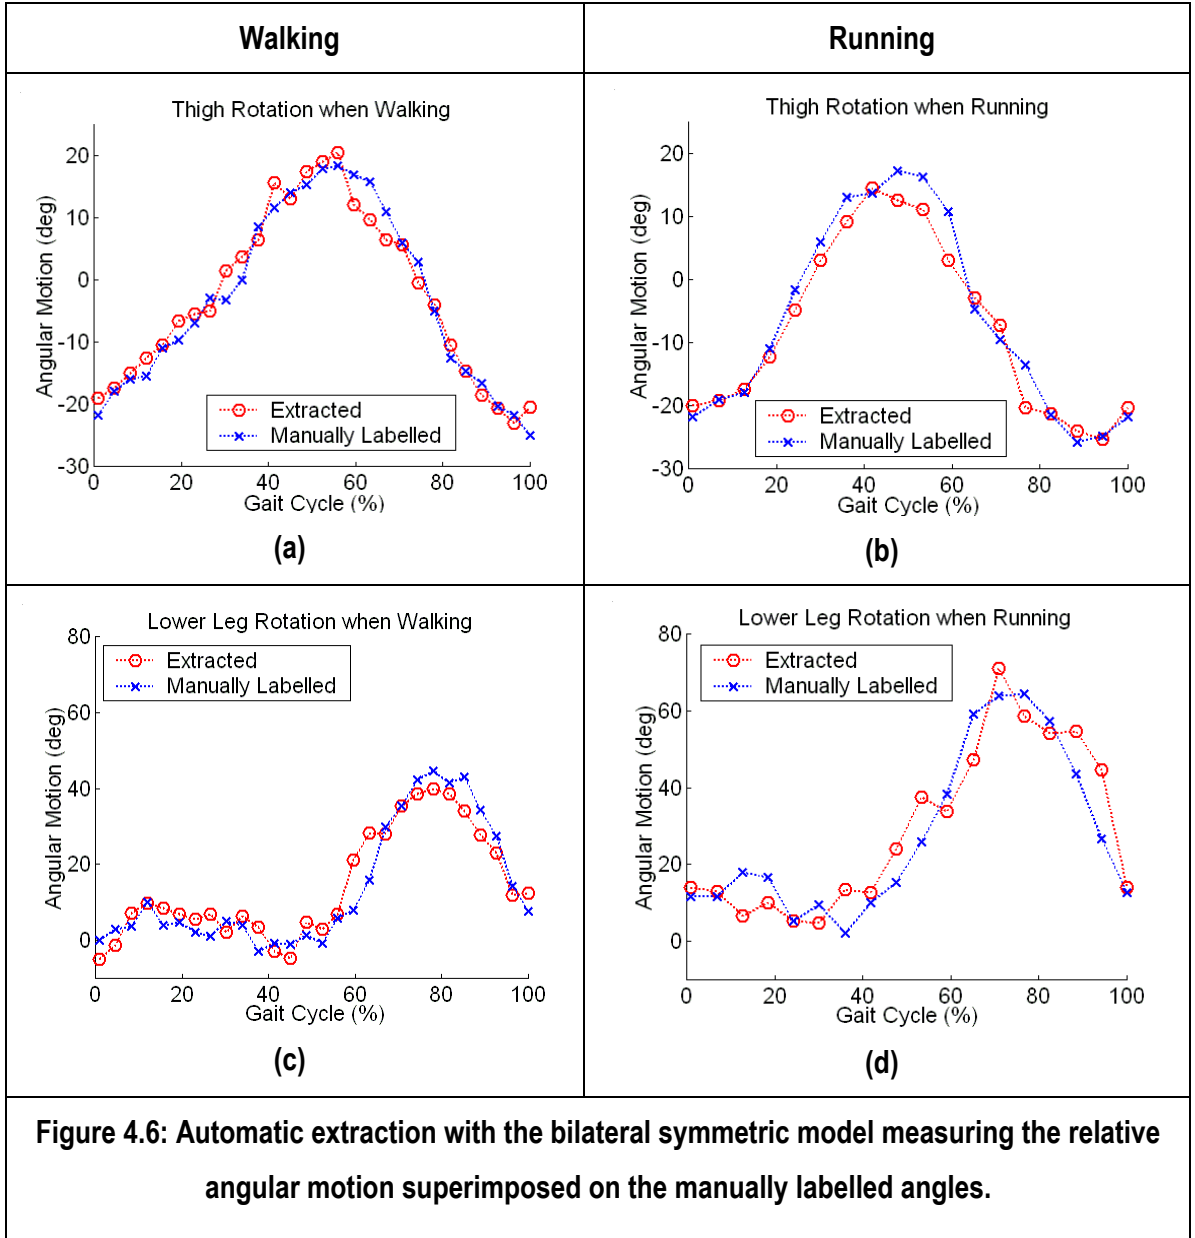 Walking
Running
Thigh Rotation when Walking
20
10
0
-10
-20
-30
Angular Motion (deg)
Extracted
Manually Labelled
0 20 40 60 80 100
Gait Cycle (%)
(a)
Thigh Rotation when Running
20
10
0
-10
-20
-30
Angular Motion (deg)
Extracted
Manually Labelled
0 20 40 60 80 100
Gait Cycle (%)
(b)
Lower Leg Rotation when Walking
80
60
40
20
0
Angular Motion (deg)
Extracted
Manually Labelled
0 20 40 60 80 100
Gait Cycle (%)
(c)
Lower Leg Rotation when Running
80
60
40
20
0
Angular Motion (deg)
Extracted
Manually Labelled
0 20 40 60 80 100
Gait Cycle (%)
(d)
Figure 4.6: Automatic extraction with the bilateral symmetric model measuring the relative
angular motion superimposed on the manually labelled angles.